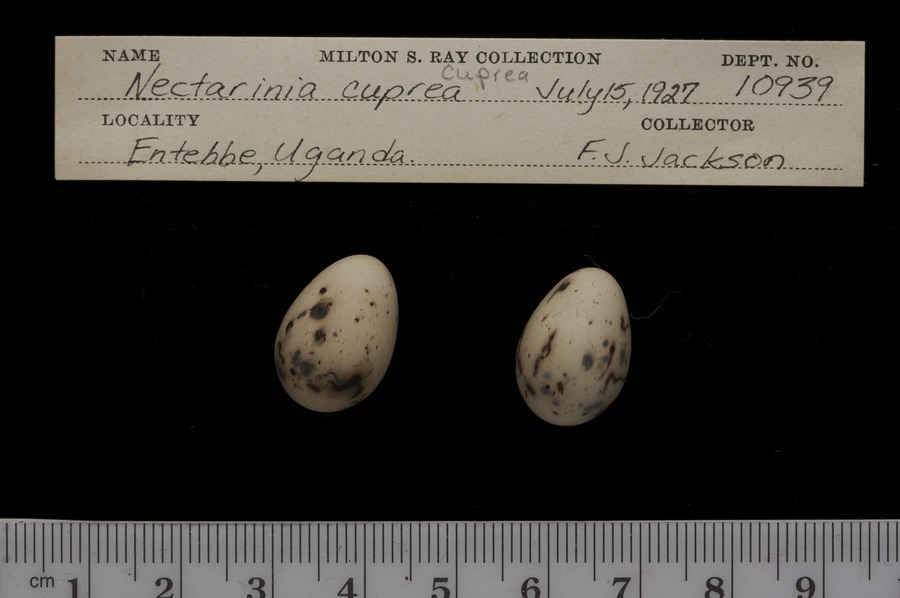 NAME MILTON S. RAY COLLECTION DEPT. NO.
cuprea
Nectarinia cuprea July 15, 1927 10939
LOCALITY COLLECTOR
Entebbe, Uganda. F. J. Jackson
cm 1 2 3 4 5 6 7 8 9